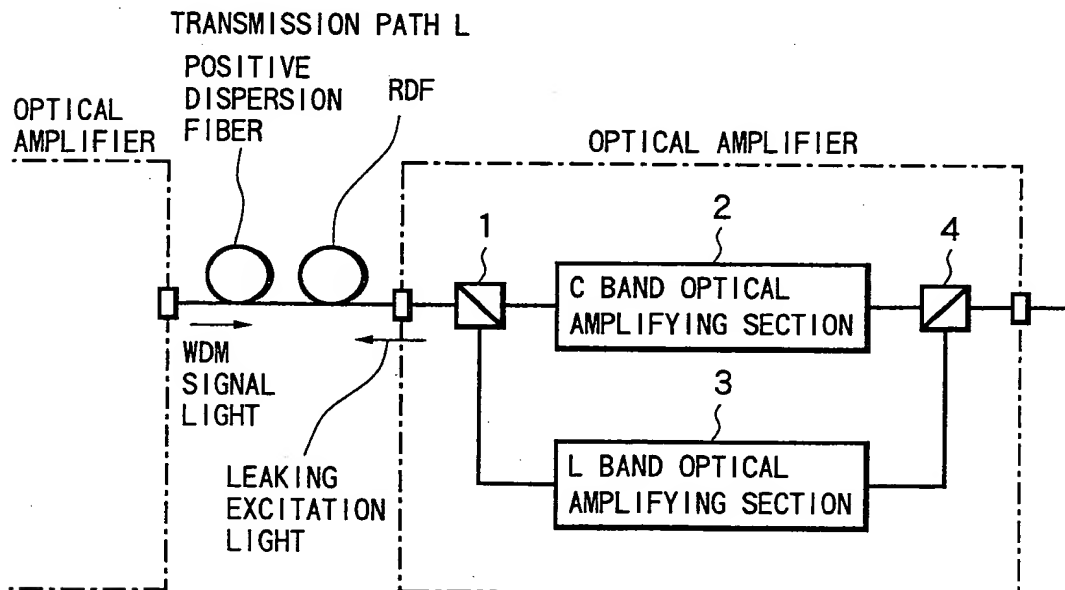 TRANSMISSION PATH L
POSITIVE
DISPERSION
FIBER
RDF
OPTICAL
AMPLIFIER
OPTICAL AMPLIFIER
1
2
4
C BAND OPTICAL
AMPLIFYING SECTION
WDM
SIGNAL
LIGHT
3
L BAND OPTICAL
AMPLIFYING SECTION
LEAKING
EXCITATION
LIGHT